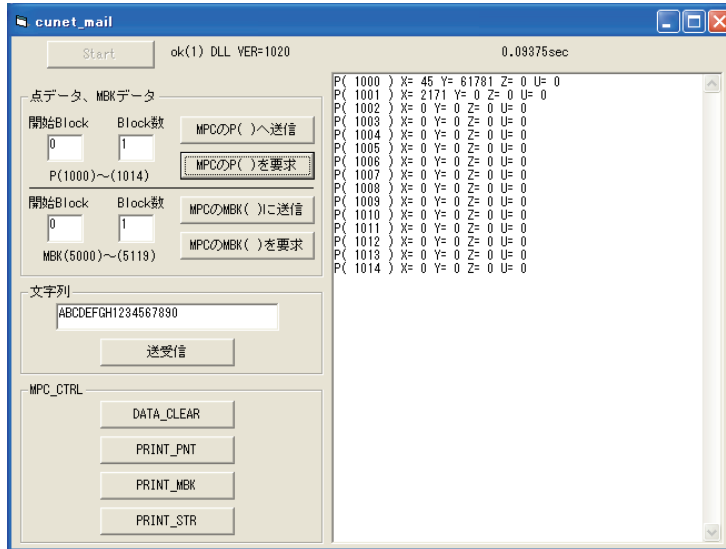 cunet_mail
Start
ok(1) DLL VER=1020
0.09375sec
点データ、MBKデータ
開始Block
Block数
0
1
MPCのP( )へ送信
MPCのP( )を要求
P(1000)～(1014)
開始Block
Block数
0
1
MPCのMBK( )に送信
MPCのMBK( )を要求
MBK(5000)～(5119)
文字列
ABCDEFGH1234567890
送受信
MPC_CTRL
DATA_CLEAR
PRINT_PNT
PRINT_MBK
PRINT_STR
P( 1000 ) X= 45 Y= 61781 Z= 0 U= 0
P( 1001 ) X= 2171 Y= 0 Z= 0 U= 0
P( 1002 ) X= 0 Y= 0 Z= 0 U= 0
P( 1003 ) X= 0 Y= 0 Z= 0 U= 0
P( 1004 ) X= 0 Y= 0 Z= 0 U= 0
P( 1005 ) X= 0 Y= 0 Z= 0 U= 0
P( 1006 ) X= 0 Y= 0 Z= 0 U= 0
P( 1007 ) X= 0 Y= 0 Z= 0 U= 0
P( 1008 ) X= 0 Y= 0 Z= 0 U= 0
P( 1009 ) X= 0 Y= 0 Z= 0 U= 0
P( 1010 ) X= 0 Y= 0 Z= 0 U= 0
P( 1011 ) X= 0 Y= 0 Z= 0 U= 0
P( 1012 ) X= 0 Y= 0 Z= 0 U= 0
P( 1013 ) X= 0 Y= 0 Z= 0 U= 0
P( 1014 ) X= 0 Y= 0 Z= 0 U= 0